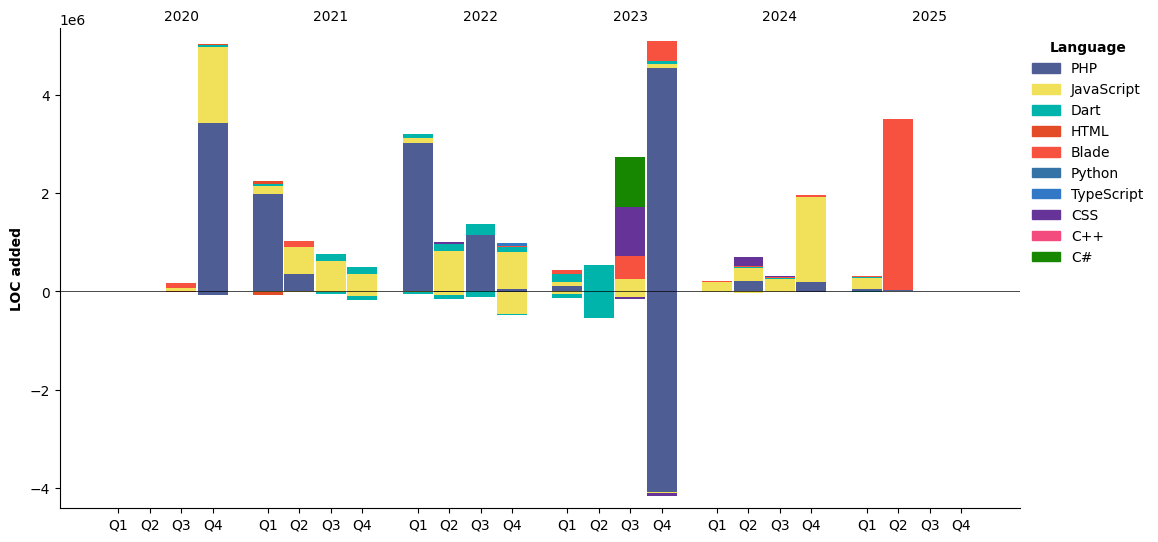 1e6
2020 2021 2022 2023 2024 2025
Language
PHP
JavaScript
Dart
HTML
Blade
Python
TypeScript
CSS
C++
C#
LOC added
4
2
0
−2
−4
Q1 Q2 Q3 Q4 Q1 Q2 Q3 Q4 Q1 Q2 Q3 Q4 Q1 Q2 Q3 Q4 Q1 Q2 Q3 Q4 Q1 Q2 Q3 Q4